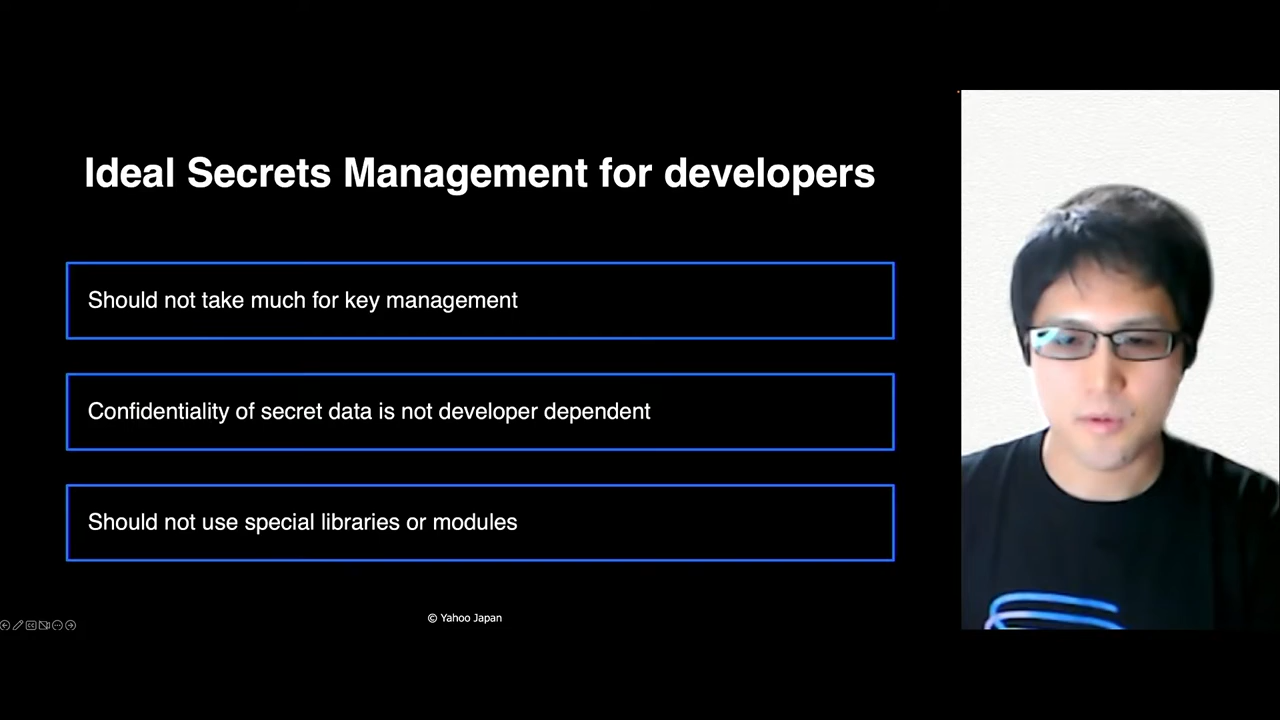 Ideal Secrets Management for developers
Should not take much for key management
Confidentiality of secret data is not developer dependent
Should not use special libraries or modules
© Yahoo Japan